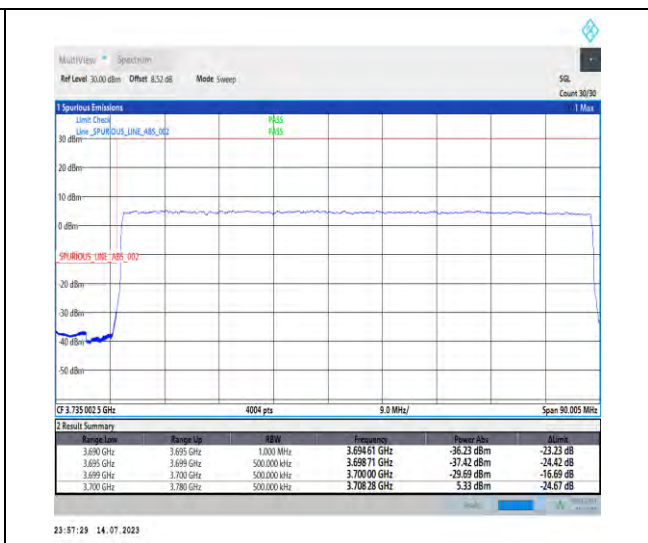 MultiView Spectrum
Ref Level 30.00 dBm Offset 8.52 dB Mode Sweep SGL
Count 30/30
1 Spurious Emissions 1 Max
Limit Check PASS
Line _SPURIOUS_LINE_ABS_002 PASS
30 dBm
20 dBm
10 dBm
0 dBm
SPURIOUS_LINE_ABS_002
-20 dBm
-30 dBm
-40 dBm
-50 dBm
CF 3.735 002 5 GHz 4004 pts 9.0 MHz/ Span 90.005 MHz
2 Result Summary
Range Low Range Up RBW Frequency Power Abs ΔLimit
3.690 GHz 3.695 GHz 1.000 MHz 3.694 61 GHz -36.23 dBm -23.23 dB
3.695 GHz 3.699 GHz 500.000 kHz 3.698 71 GHz -37.42 dBm -24.42 dB
3.699 GHz 3.700 GHz 500.000 kHz 3.700 00 GHz -29.69 dBm -16.69 dB
3.700 GHz 3.780 GHz 500.000 kHz 3.708 28 GHz 5.33 dBm -24.67 dB
23:57:29 14.07.2023